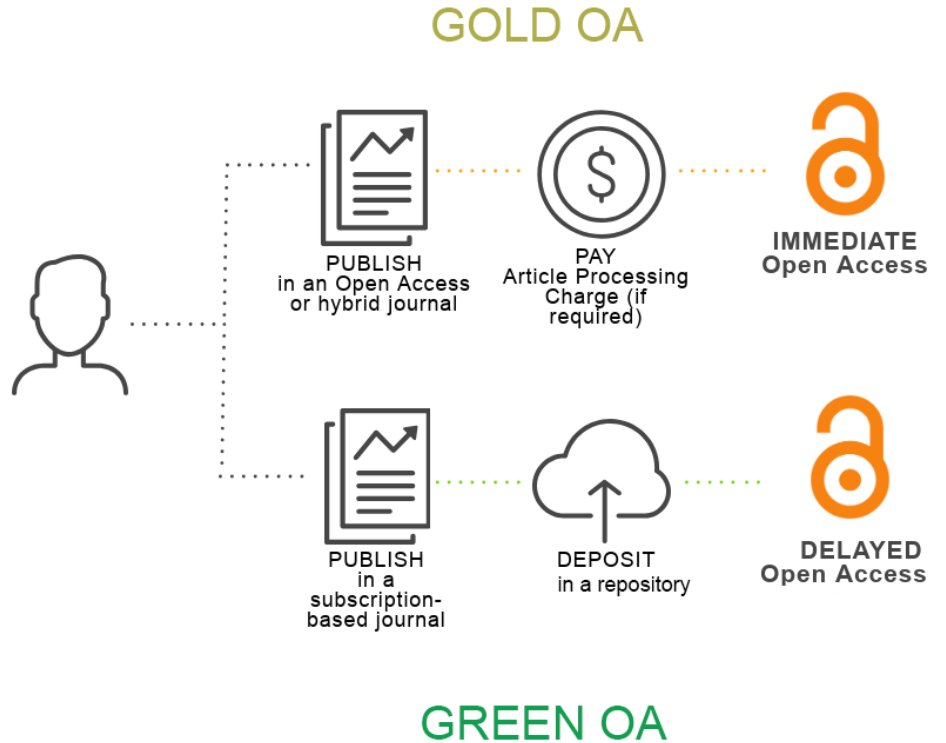 GOLD OA
PUBLISH
in an Open Access
or hybrid journal
$
PAY
Article Processing
Charge (if
required)
IMMEDIATE
Open Access
PUBLISH
in a
subscription-
based journal
DEPOSIT
in a repository
DELAYED
Open Access
GREEN OA